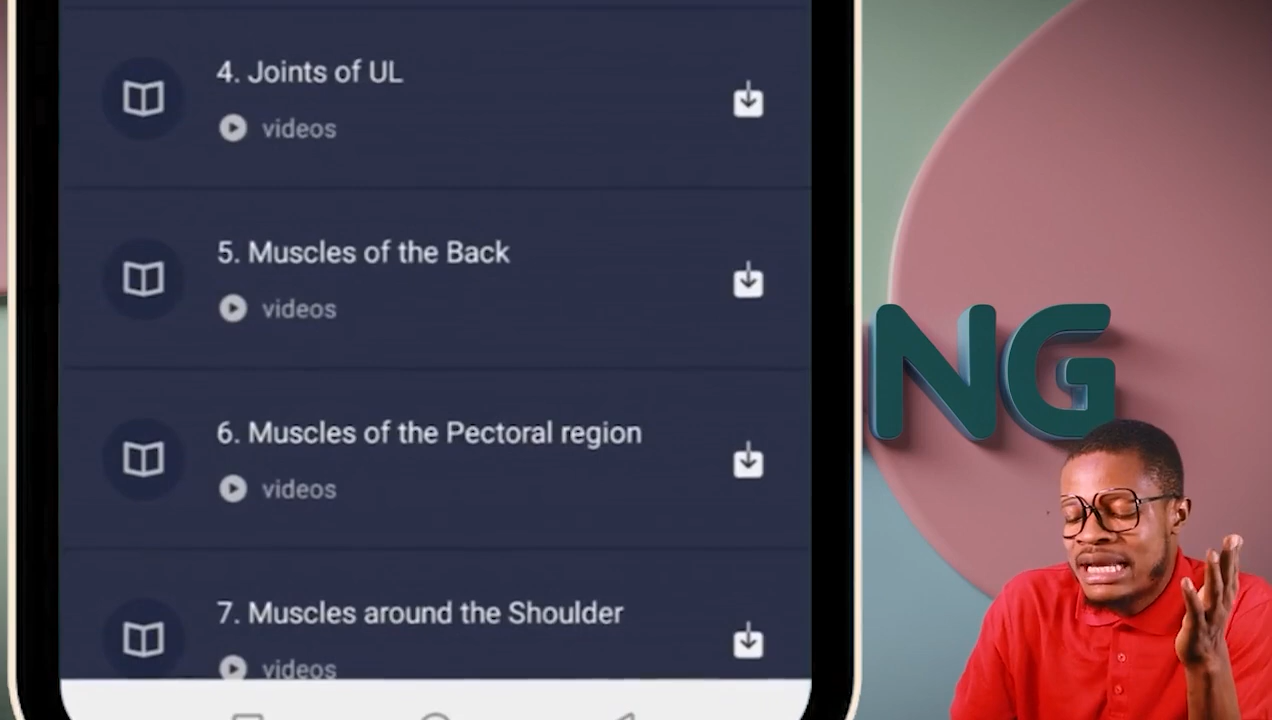 4. Joints of UL
videos
5. Muscles of the Back
videos
6. Muscles of the Pectoral region
videos
7. Muscles around the Shoulder
videos
NG